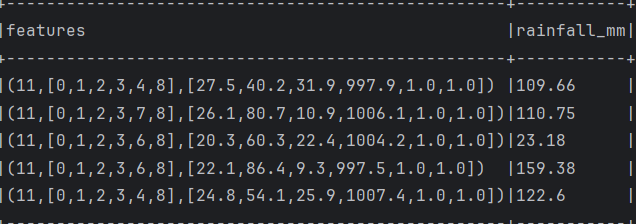 +-----------------------------------------------+-----------+
|features                                       |rainfall_mm|
+-----------------------------------------------+-----------+
|(11,[0,1,2,3,4,8],[27.5,40.2,31.9,997.9,1.0,1.0]) |109.66     |
|(11,[0,1,2,3,7,8],[26.1,80.7,10.9,1006.1,1.0,1.0])|110.75     |
|(11,[0,1,2,3,6,8],[20.3,60.3,22.4,1004.2,1.0,1.0])|23.18      |
|(11,[0,1,2,3,6,8],[22.1,86.4,9.3,997.5,1.0,1.0])  |159.38     |
|(11,[0,1,2,3,4,8],[24.8,54.1,25.9,1007.4,1.0,1.0])|122.6      |
+-----------------------------------------------+-----------+